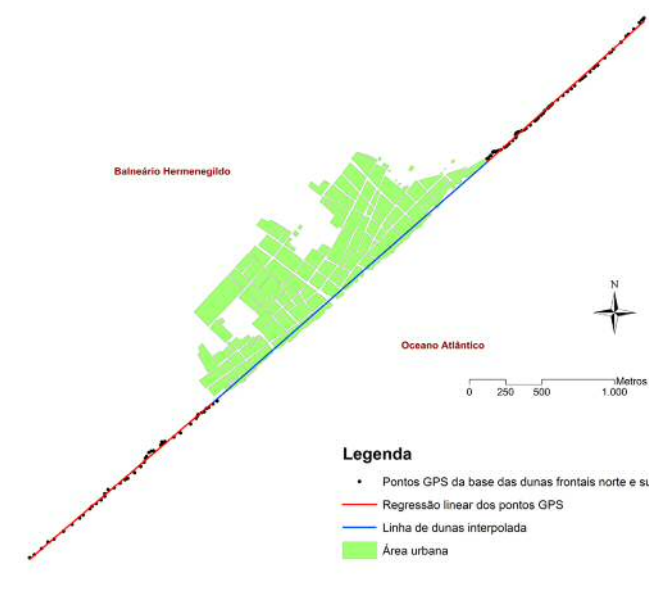 Balneário Hermenegildo
N
Oceano Atlântico
Metros
0 250 500 1.000
Legenda
Pontos GPS da base das dunas frontais norte e su
Regressão linear dos pontos GPS
Linha de dunas interpolada
Área urbana